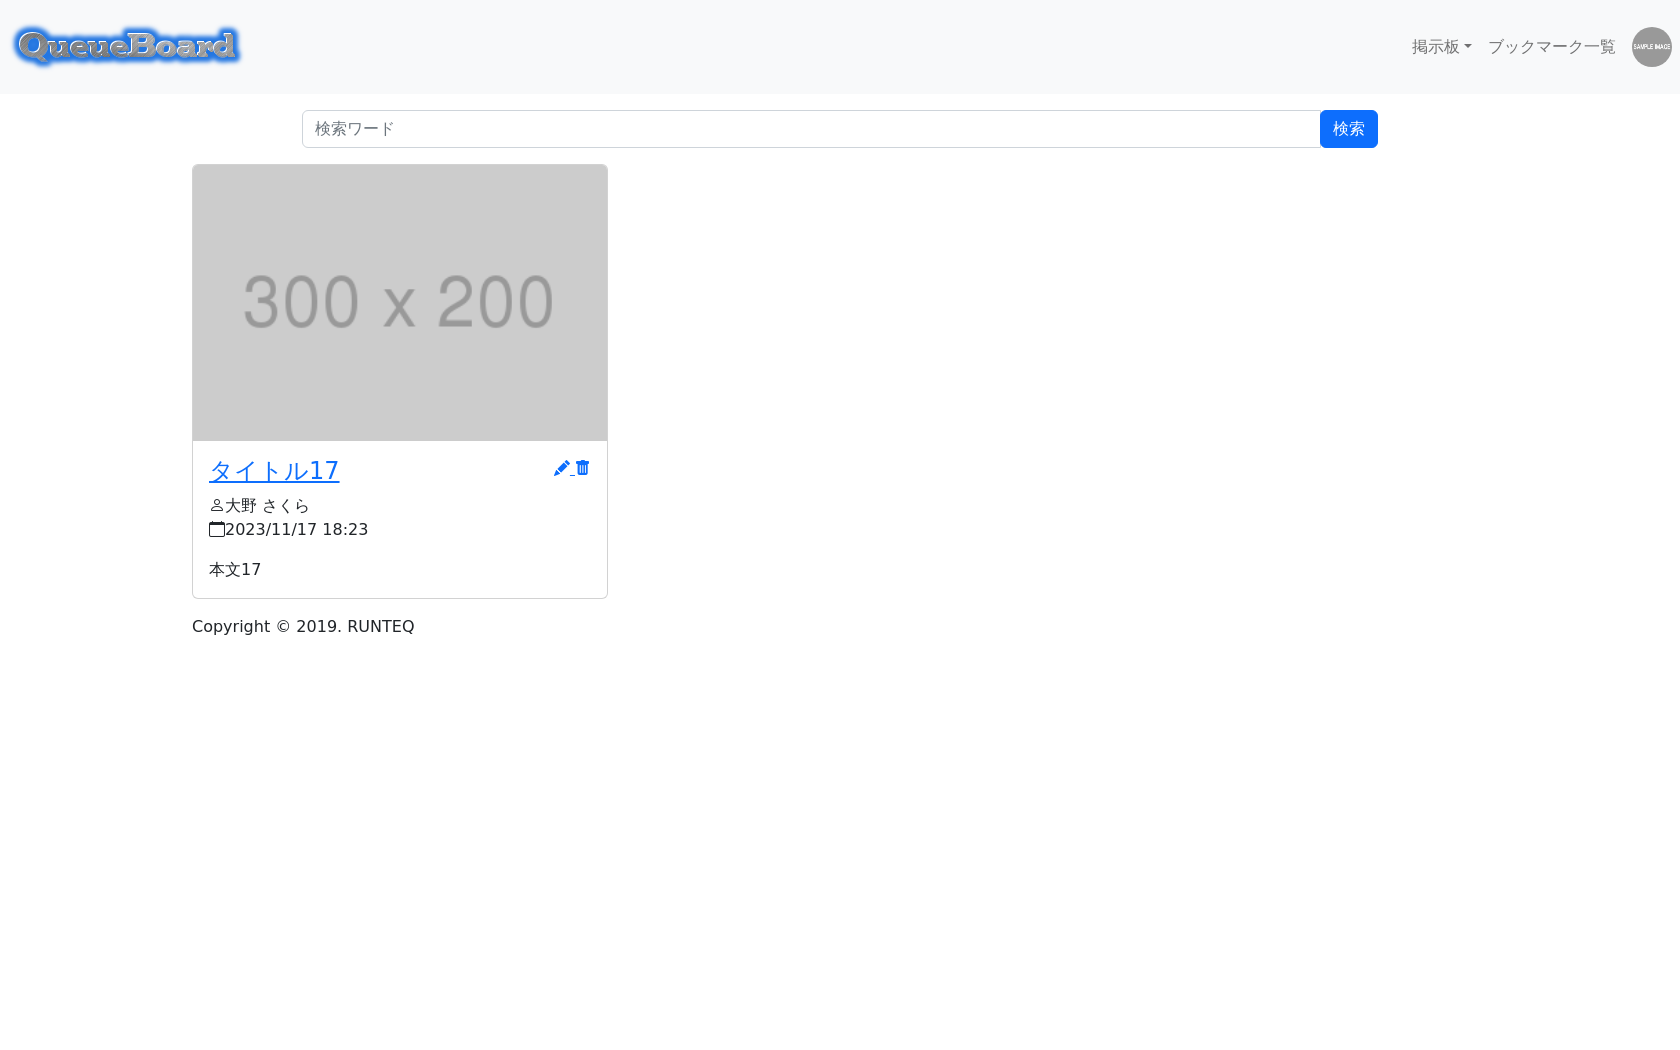 QueueBoard
掲示板
ブックマーク一覧
SAMPLE IMAGE
検索ワード
検索
300 x 200
タイトル17
大野 さくら
2023/11/17 18:23
本文17
Copyright © 2019. RUNTEQ